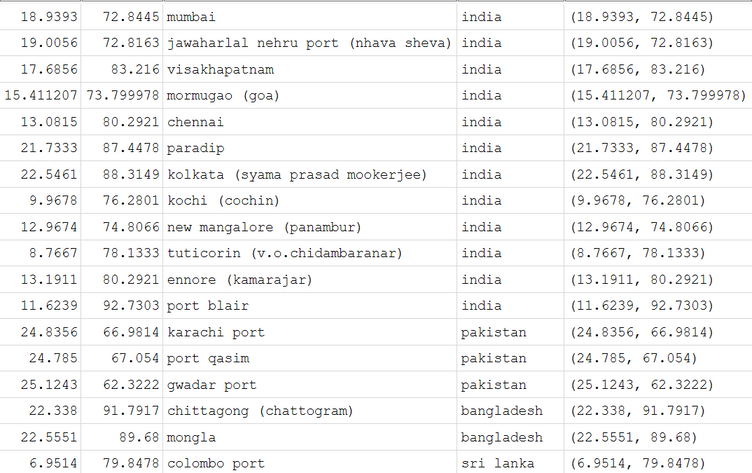 18.9393 72.8445 mumbai india (18.9393, 72.8445)
19.0056 72.8163 jawaharlal nehru port (nhava sheva) india (19.0056, 72.8163)
17.6856 83.216 visakhapatnam india (17.6856, 83.216)
15.411207 73.799978 mormugao (goa) india (15.411207, 73.799978)
13.0815 80.2921 chennai india (13.0815, 80.2921)
21.7333 87.4478 paradip india (21.7333, 87.4478)
22.5461 88.3149 kolkata (syama prasad mookerjee) india (22.5461, 88.3149)
9.9678 76.2801 kochi (cochin) india (9.9678, 76.2801)
12.9674 74.8066 new mangalore (panambur) india (12.9674, 74.8066)
8.7667 78.1333 tuticorin (v.o.chidambaranar) india (8.7667, 78.1333)
13.1911 80.2921 ennore (kamarajar) india (13.1911, 80.2921)
11.6239 92.7303 port blair india (11.6239, 92.7303)
24.8356 66.9814 karachi port pakistan (24.8356, 66.9814)
24.785 67.054 port qasim pakistan (24.785, 67.054)
25.1243 62.3222 gwadar port pakistan (25.1243, 62.3222)
22.338 91.7917 chittagong (chattogram) bangladesh (22.338, 91.7917)
22.5551 89.68 mongla bangladesh (22.5551, 89.68)
6.9514 79.8478 colombo port sri lanka (6.9514, 79.8478)